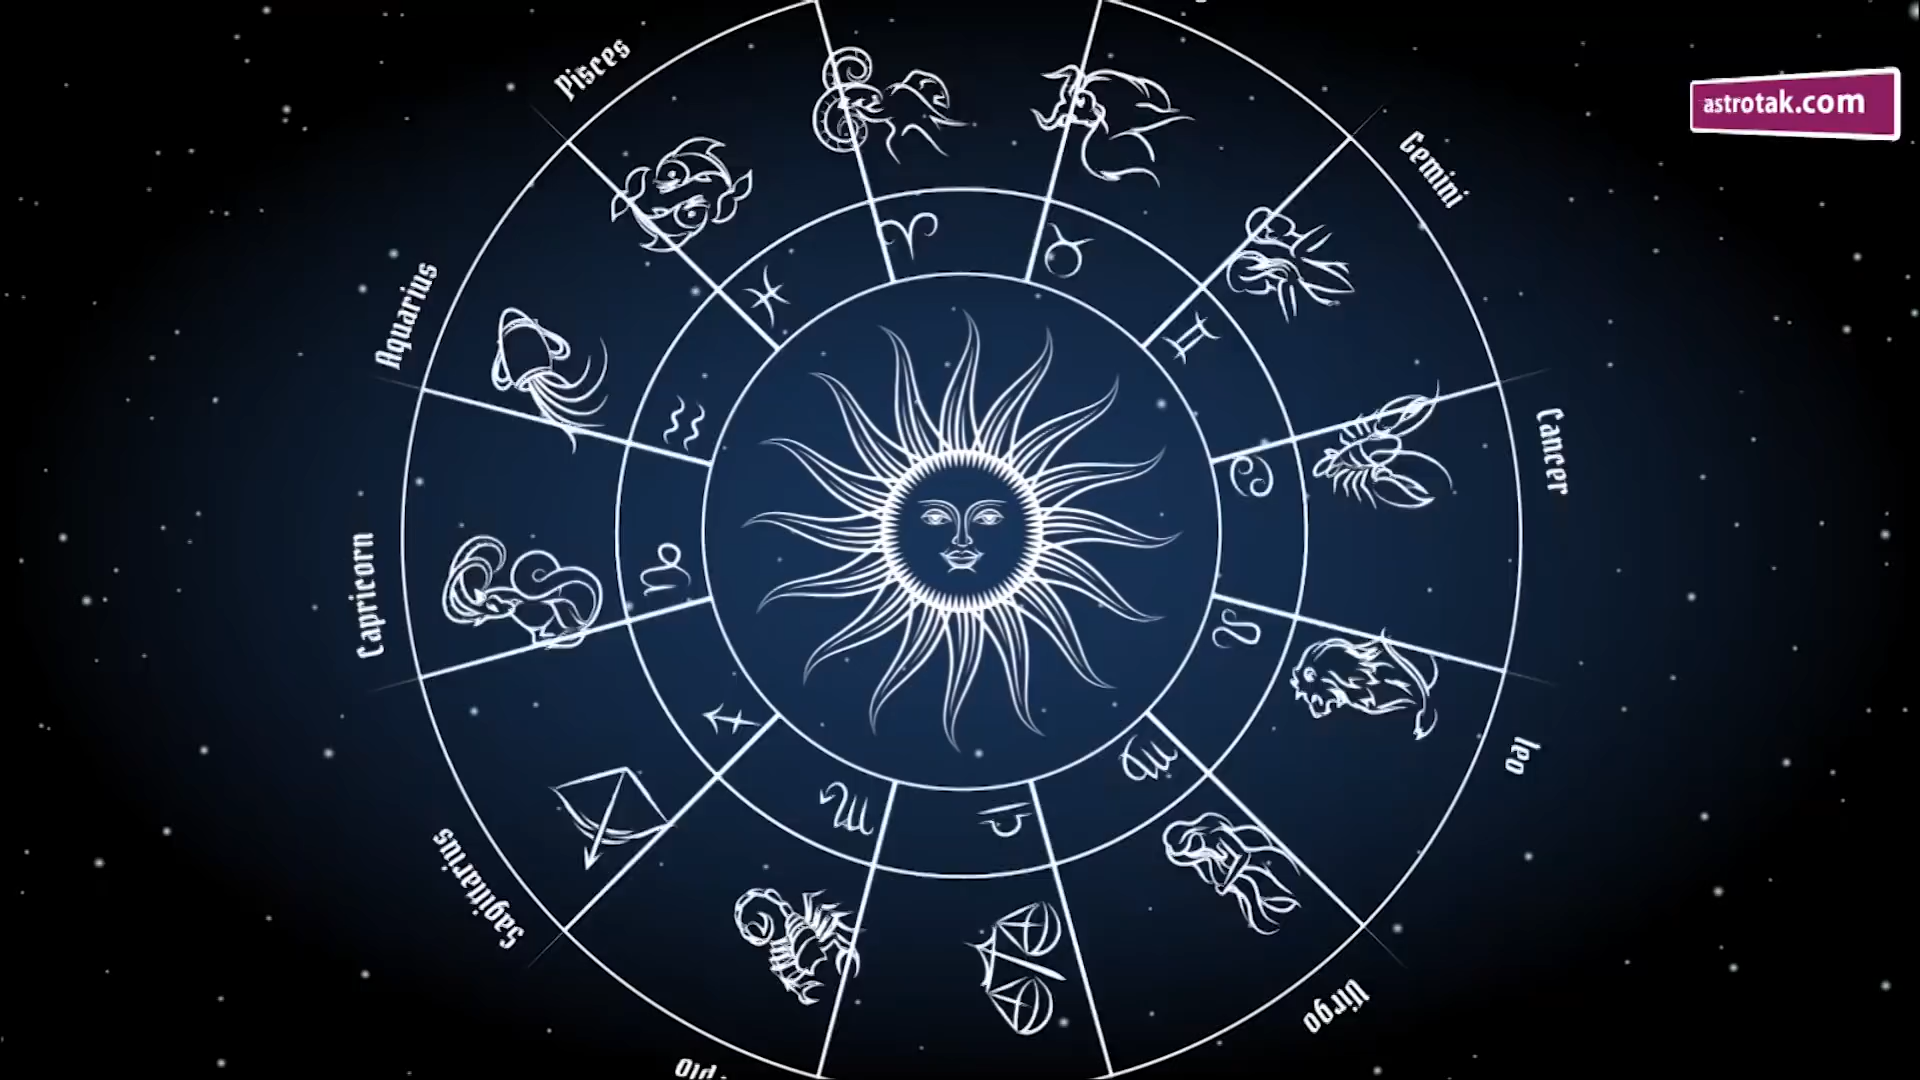 Pisces
astrotak.com
Gemini
Aquarius
Cancer
Capricorn
leo
Sagittarius
Virgo